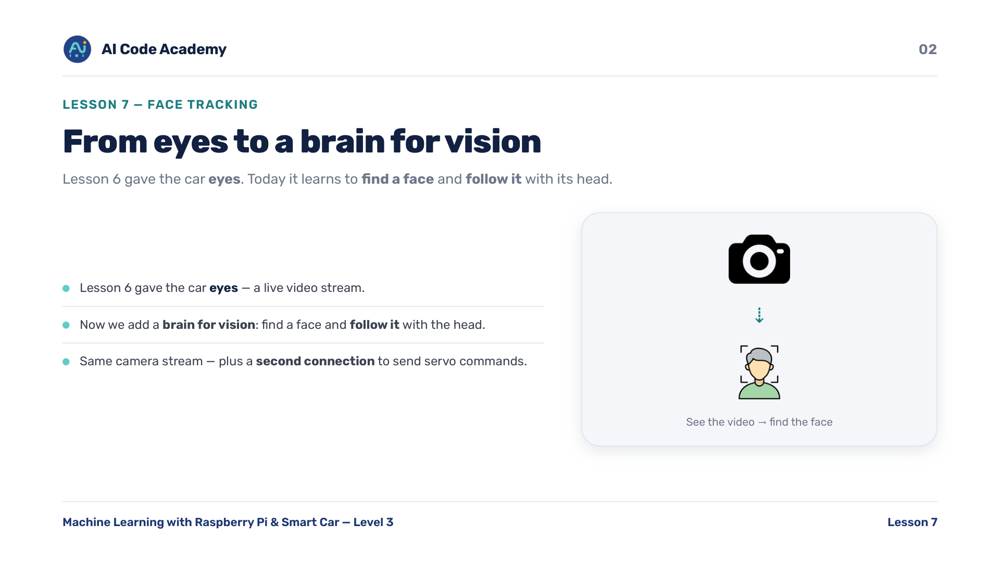 AI Code Academy
02
LESSON 7 — FACE TRACKING
From eyes to a brain for vision
Lesson 6 gave the car eyes. Today it learns to find a face and follow it with its head.
Lesson 6 gave the car eyes — a live video stream.
Now we add a brain for vision: find a face and follow it with the head.
Same camera stream — plus a second connection to send servo commands.
See the video → find the face
Machine Learning with Raspberry Pi & Smart Car — Level 3
Lesson 7